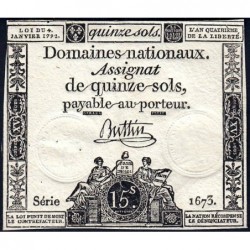 LOI DU 4. JANVIER 1792.
quinze sols.
L'AN QUATRIÈME DE LA LIBERTÉ.
Domaines nationaux.
Assignat
de quinze sols,
payable au porteur.
Buttin
Série
15 s
1673.
LA LOI PUNIT DE MORT LE CONTREFACTEUR.
LA NATION RÉCOMPENSE LE DÉNONCIATEUR.